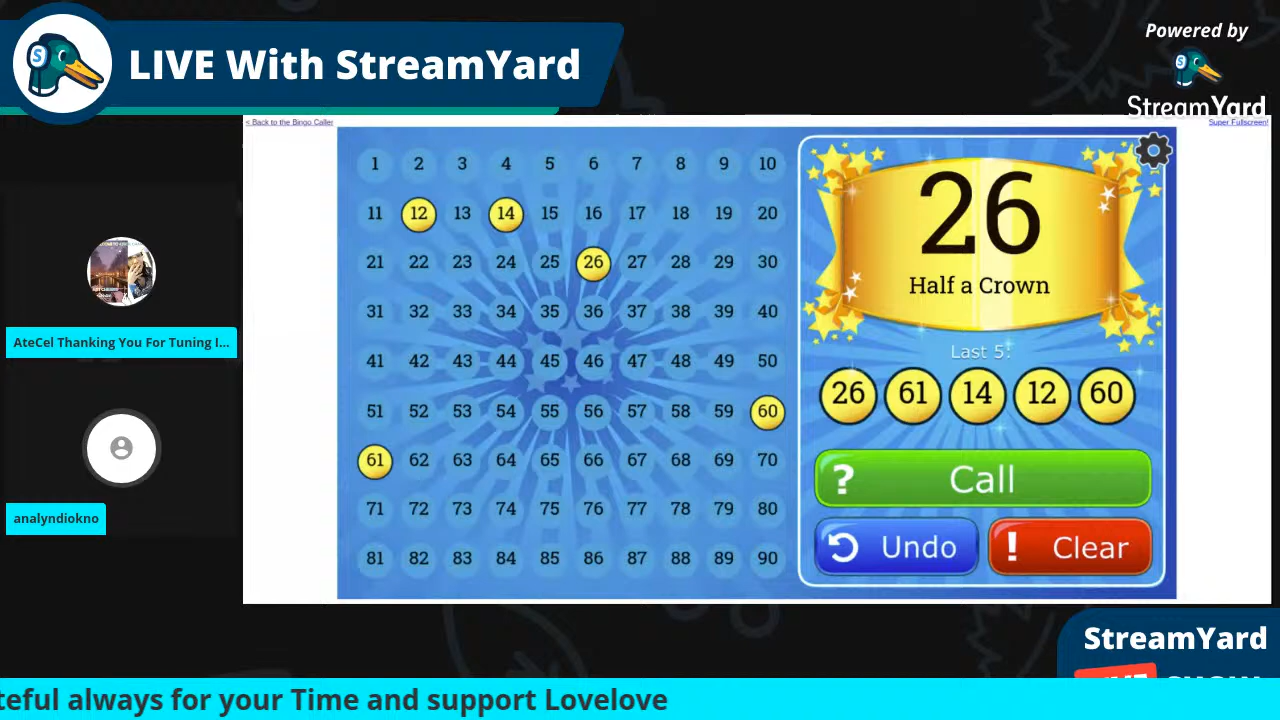 LIVE With StreamYard
Powered by
StreamYard
< Back to the Bingo Caller
Super Fullscreen!
1 2 3 4 5 6 7 8 9 10
11 12 13 14 15 16 17 18 19 20
21 22 23 24 25 26 27 28 29 30
31 32 33 34 35 36 37 38 39 40
41 42 43 44 45 46 47 48 49 50
51 52 53 54 55 56 57 58 59 60
61 62 63 64 65 66 67 68 69 70
71 72 73 74 75 76 77 78 79 80
81 82 83 84 85 86 87 88 89 90
26
Half a Crown
Last 5:
26 61 14 12 60
? Call
Undo
! Clear
AteCel Thanking You For Tuning I...
analyndiokno
StreamYard
teful always for your Time and support Lovelove